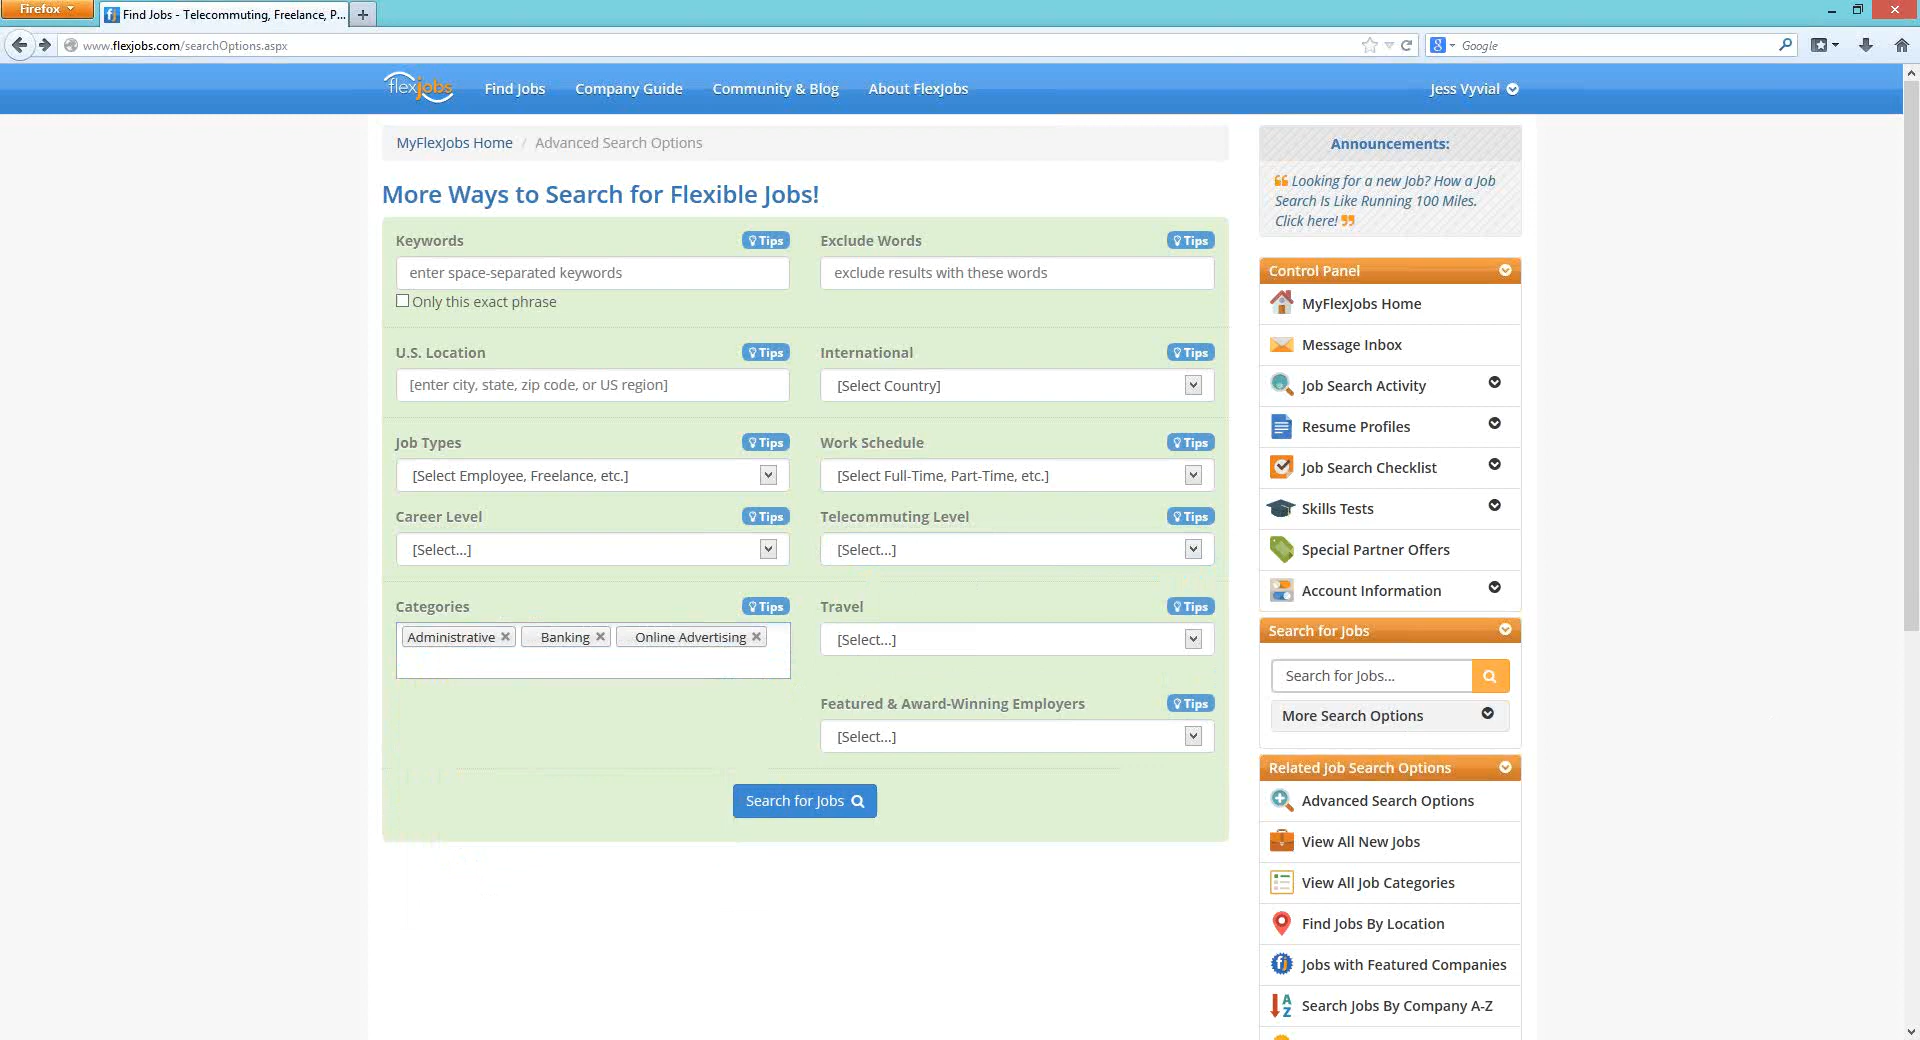 Firefox
Find Jobs - Telecommuting, Freelance, P...
www.flexjobs.com/searchOptions.aspx
Google
flexjobs
Find Jobs
Company Guide
Community & Blog
About FlexJobs
Jess Vyvial
MyFlexJobs Home / Advanced Search Options
More Ways to Search for Flexible Jobs!
Keywords
Tips
enter space-separated keywords
Only this exact phrase
Exclude Words
Tips
exclude results with these words
U.S. Location
Tips
[enter city, state, zip code, or US region]
International
Tips
[Select Country]
Job Types
Tips
[Select Employee, Freelance, etc.]
Work Schedule
Tips
[Select Full-Time, Part-Time, etc.]
Career Level
Tips
[Select...]
Telecommuting Level
Tips
[Select...]
Categories
Tips
Administrative
Banking
Online Advertising
Travel
Tips
[Select...]
Featured & Award-Winning Employers
Tips
[Select...]
Search for Jobs
Announcements:
Looking for a new Job? How a Job
Search Is Like Running 100 Miles.
Click here!
Control Panel
MyFlexJobs Home
Message Inbox
Job Search Activity
Resume Profiles
Job Search Checklist
Skills Tests
Special Partner Offers
Account Information
Search for Jobs
Search for Jobs...
More Search Options
Related Job Search Options
Advanced Search Options
View All New Jobs
View All Job Categories
Find Jobs By Location
Jobs with Featured Companies
Search Jobs By Company A-Z